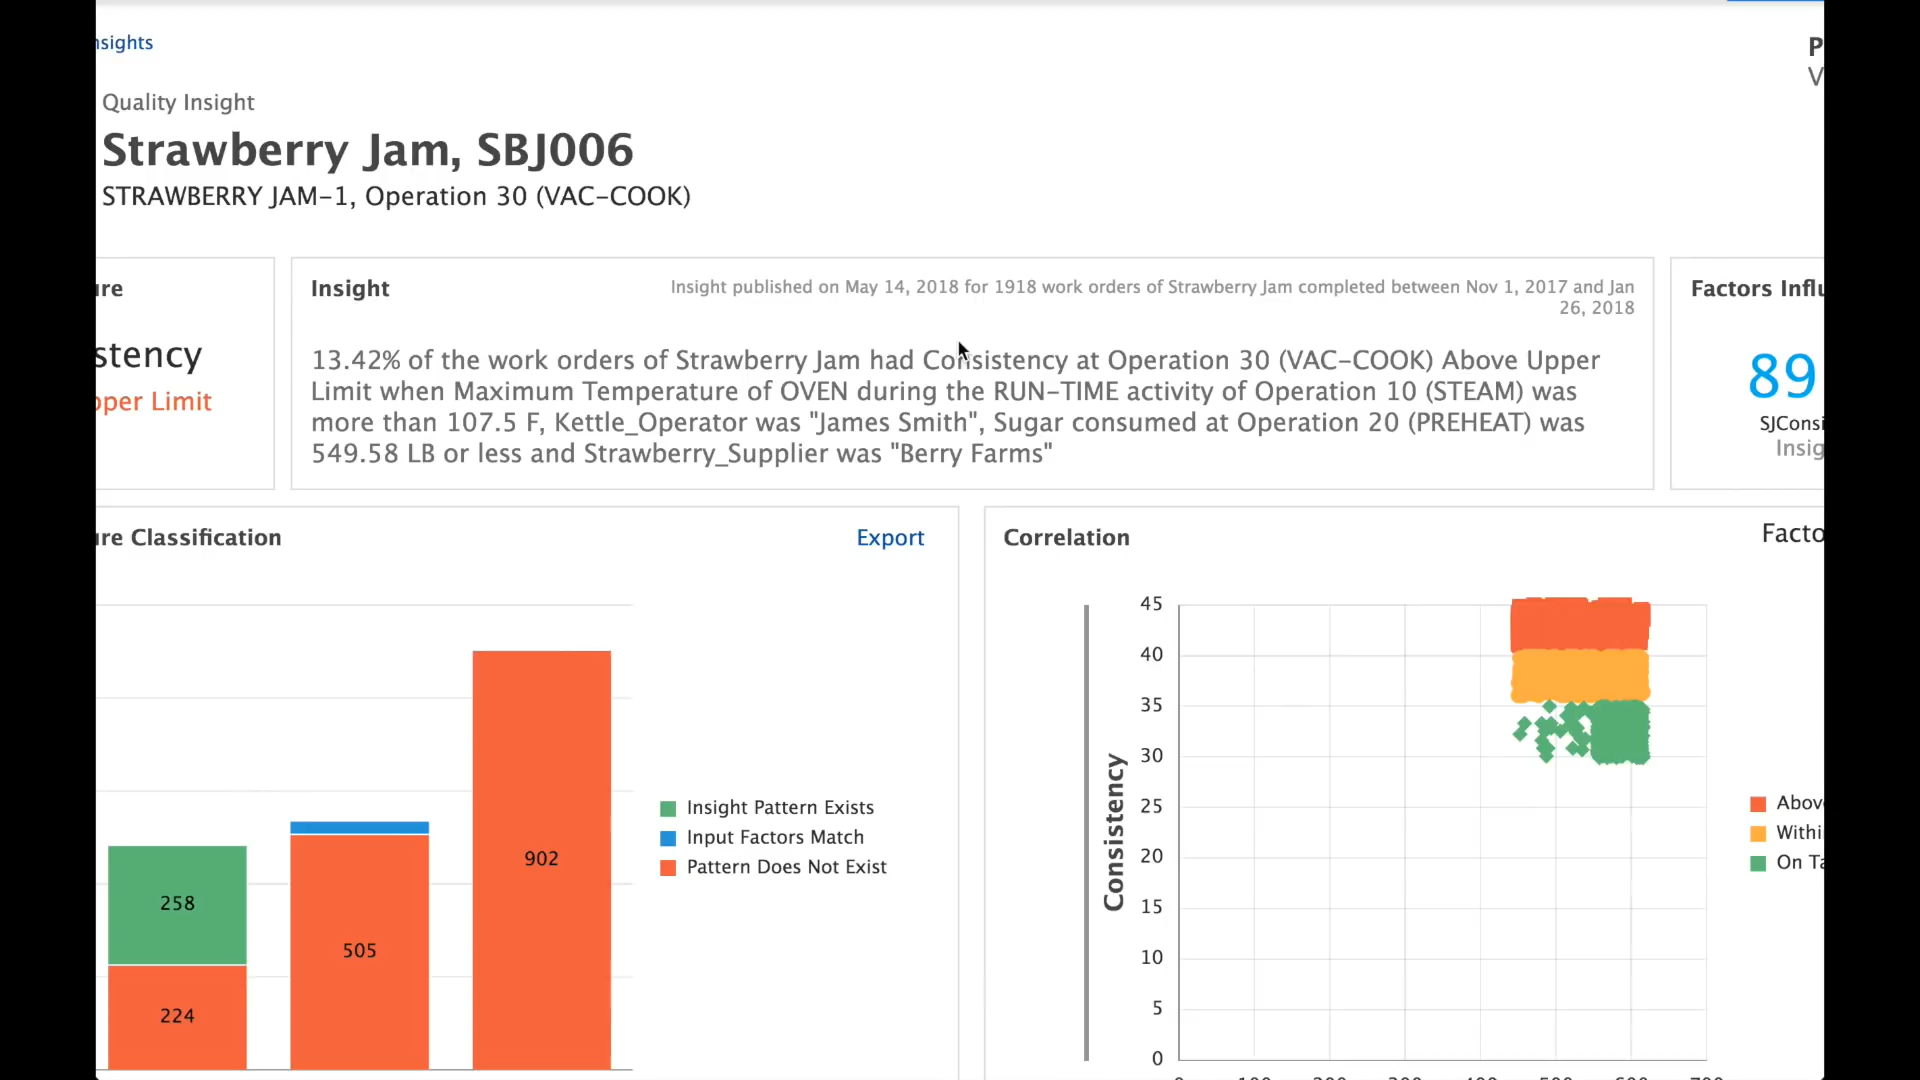 nsights
P
V
Quality Insight
Strawberry Jam, SBJ006
STRAWBERRY JAM-1, Operation 30 (VAC-COOK)
ure
stency
pper Limit
Insight
Insight published on May 14, 2018 for 1918 work orders of Strawberry Jam completed between Nov 1, 2017 and Jan
26, 2018
13.42% of the work orders of Strawberry Jam had Consistency at Operation 30 (VAC-COOK) Above Upper
Limit when Maximum Temperature of OVEN during the RUN-TIME activity of Operation 10 (STEAM) was
more than 107.5 F, Kettle_Operator was "James Smith", Sugar consumed at Operation 20 (PREHEAT) was
549.58 LB or less and Strawberry_Supplier was "Berry Farms"
Factors Influ
89
SJConsi
Insig
ure Classification
Export
258
224
505
902
Insight Pattern Exists
Input Factors Match
Pattern Does Not Exist
Correlation
Facto
Consistency
45
40
35
30
25
20
15
10
5
0
Above
Withi
On Ta